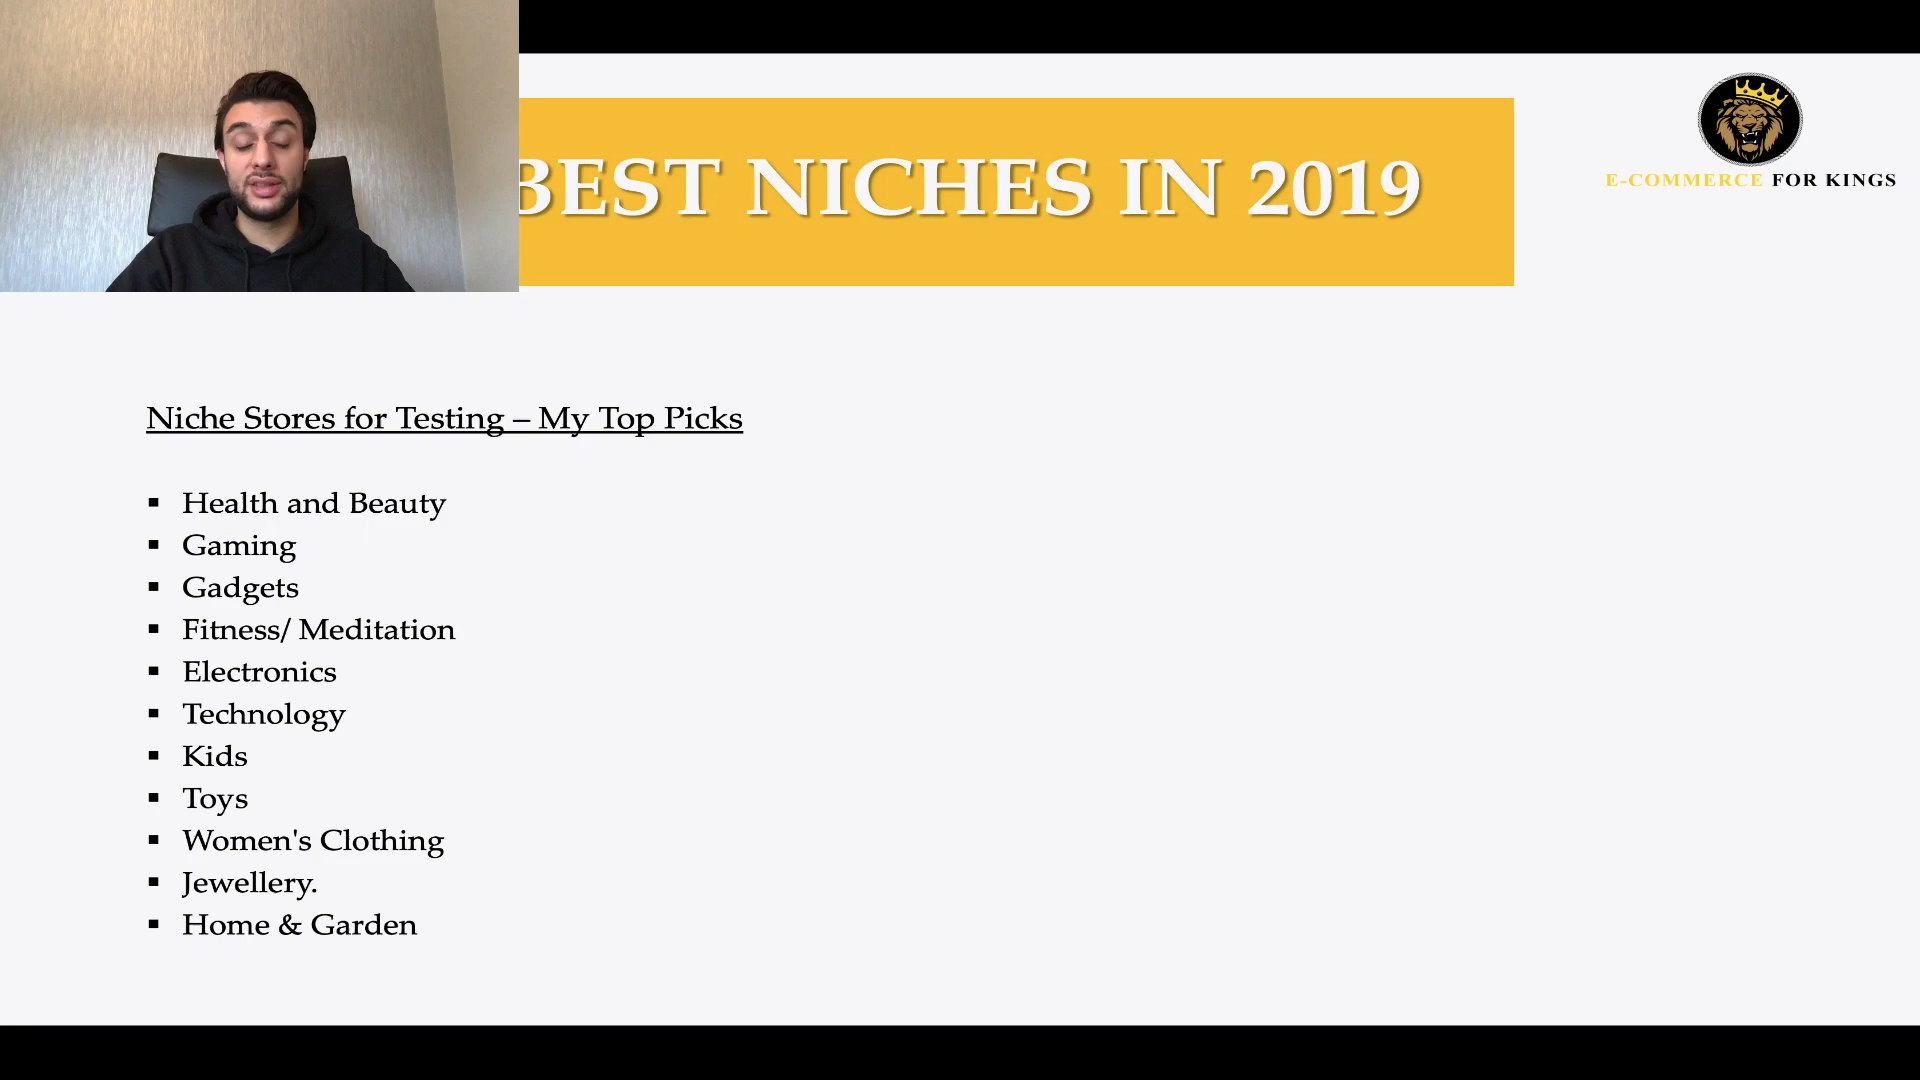 BEST NICHES IN 2019
E-COMMERCE FOR KINGS
Niche Stores for Testing – My Top Picks
▪ Health and Beauty
▪ Gaming
▪ Gadgets
▪ Fitness/ Meditation
▪ Electronics
▪ Technology
▪ Kids
▪ Toys
▪ Women's Clothing
▪ Jewellery.
▪ Home & Garden